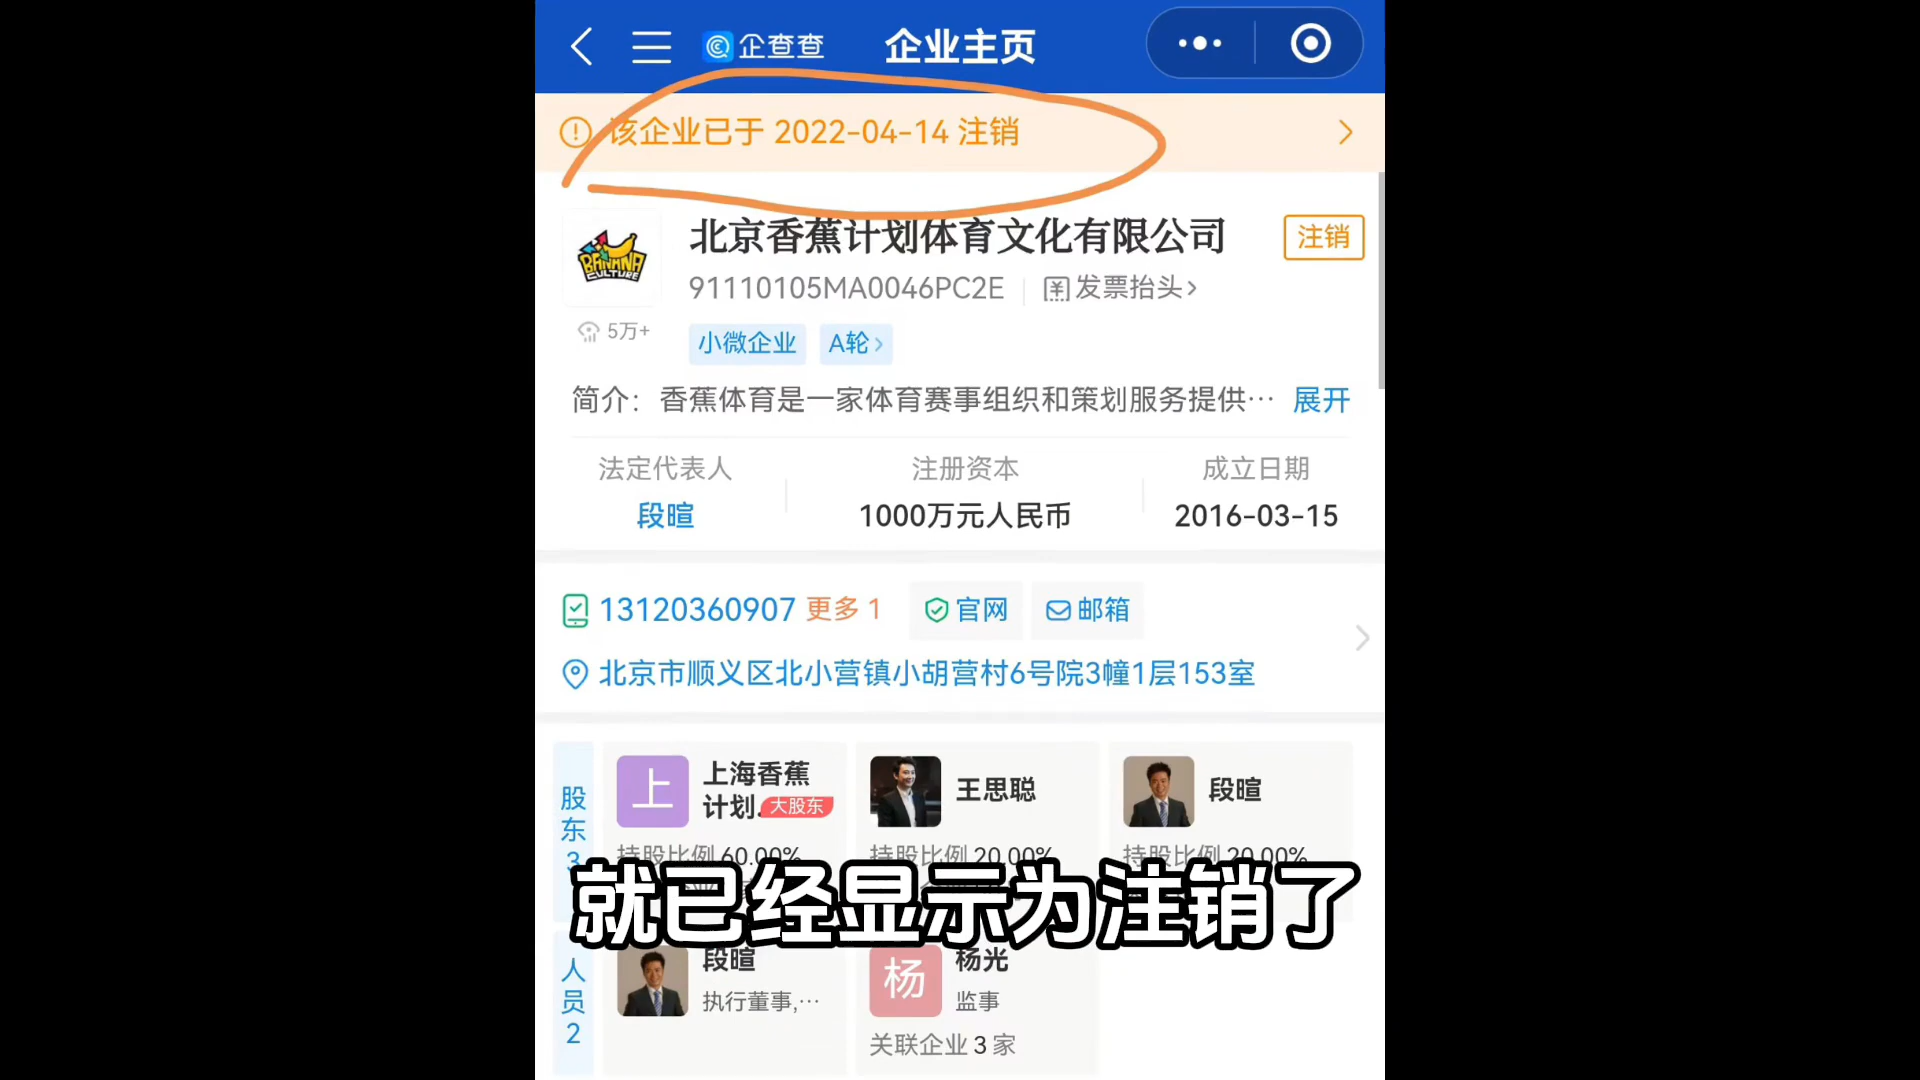 企查查 企业主页
该企业已于 2022-04-14 注销
北京香蕉计划体育文化有限公司 注销
BANANA CULTURE
91110105MA0046PC2E 发票抬头
5万+ 小微企业 A轮
简介: 香蕉体育是一家体育赛事组织和策划服务提供… 展开
法定代表人 注册资本 成立日期
段暄 1000万元人民币 2016-03-15
13120360907 更多 1 官网 邮箱
北京市顺义区北小营镇小胡营村6号院3幢1层153室
股东3
上 上海香蕉计划. 大股东 王思聪 段暄
持股比例 60.00% 持股比例 20.00% 持股比例 20.00%
就已经显示为注销了
人员2
段暄 杨 杨光
执行董事,… 监事
关联企业 3 家